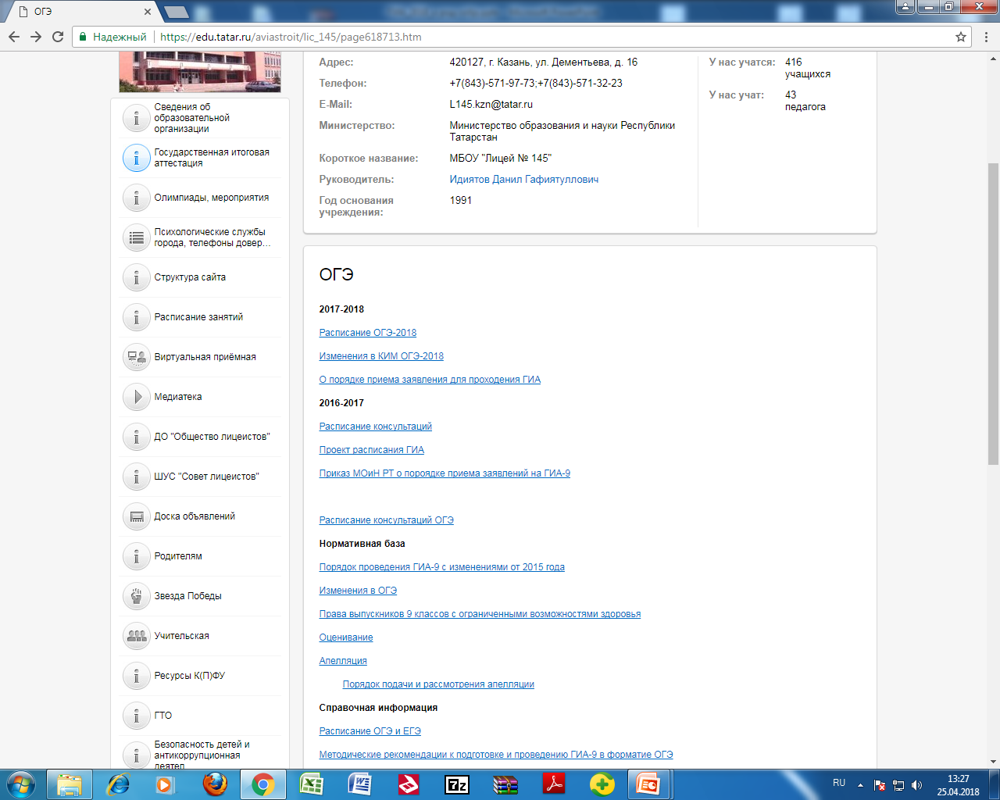 ОГЭ
Надежный
https://edu.tatar.ru/aviastroit/lic_145/page618713.htm
Сведения об
образовательной
организации
Государственная итоговая
аттестация
Олимпиады, мероприятия
Психологические службы
города, телефоны довер...
Структура сайта
Расписание занятий
Виртуальная приёмная
Медиатека
ДО "Общество лицеистов"
ШУС "Совет лицеистов"
Доска объявлений
Родителям
Звезда Победы
Учительская
Ресурсы К(П)ФУ
ГТО
Безопасность детей и
антикоррупционная
деятел
Адрес: 420127, г. Казань, ул. Дементьева, д. 16
Телефон: +7(843)-571-97-73;+7(843)-571-32-23
E-Mail: L145.kzn@tatar.ru
Министерство: Министерство образования и науки Республики
Татарстан
Короткое название: МБОУ "Лицей № 145"
Руководитель: Идиятов Данил Гафиятуллович
Год основания 1991
учреждения:
У нас учатся: 416
учащихся
У нас учат: 43
педагога
ОГЭ
2017-2018
Расписание ОГЭ-2018
Изменения в КИМ ОГЭ-2018
О порядке приема заявления для прохождения ГИА
2016-2017
Расписание консультаций
Проект расписания ГИА
Приказ МОиН РТ о пороядке приема заявлений на ГИА-9
Расписание консультаций ОГЭ
Нормативная база
Порядок проведения ГИА-9 с изменениями от 2015 года
Изменения в ОГЭ
Права выпускников 9 классов с ограниченными возможностями здоровья
Оценивание
Апелляция
Порядок подачи и рассмотрения апелляции
Справочная информация
Расписание ОГЭ и ЕГЭ
Методические рекомендации к подготовке и проведению ГИА-9 в форматие ОГЭ
7z
RU
13:27
25.04.2018